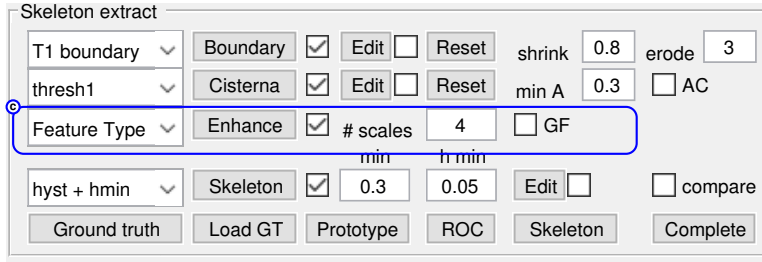 Skeleton extract
T1 boundary Boundary Edit Reset shrink 0.8 erode 3
thresh1 Cisterna Edit Reset min A 0.3 AC
c
Feature Type Enhance # scales 4 GF
min h min
hyst + hmin Skeleton 0.3 0.05 Edit compare
Ground truth Load GT Prototype ROC Skeleton Complete